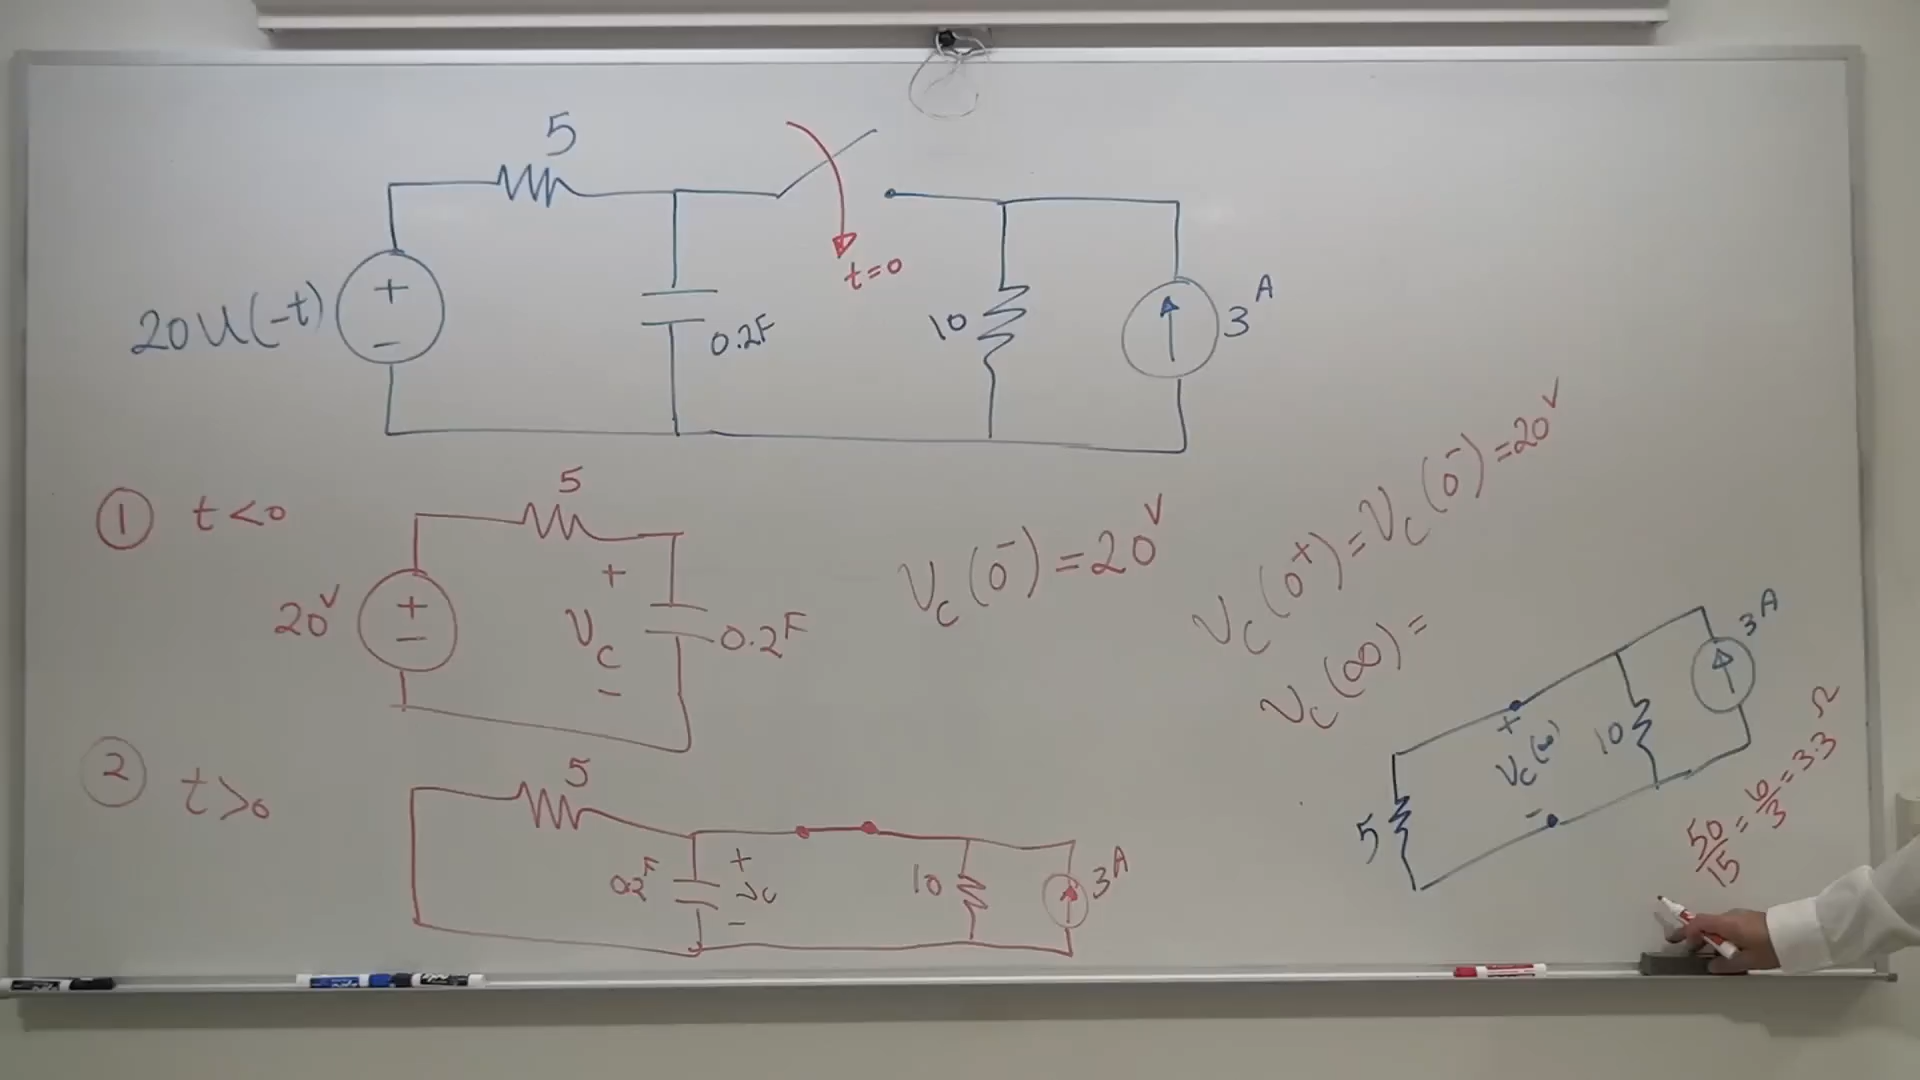 5
20u(-t)
+
-
0.2F
t=0
10
3A
1 t<0
5
20V
+
-
+
Vc
-
0.2F
Vc(0-)=20V
Vc(0+)=Vc(0-)=20V
Vc(∞)=
3A
10
+
Vc(∞)
-
5
50/15=6/3=3.3Ω
2 t>0
5
0.2F
+
Vc
-
10
3A